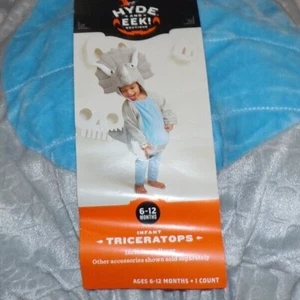 HYDE
AND
EEK!
BOUTIQUE
6-12
MONTHS
INFANT
TRICERATOPS
Other accessories shown sold separately
AGES 6-12 MONTHS • 1 COUNT